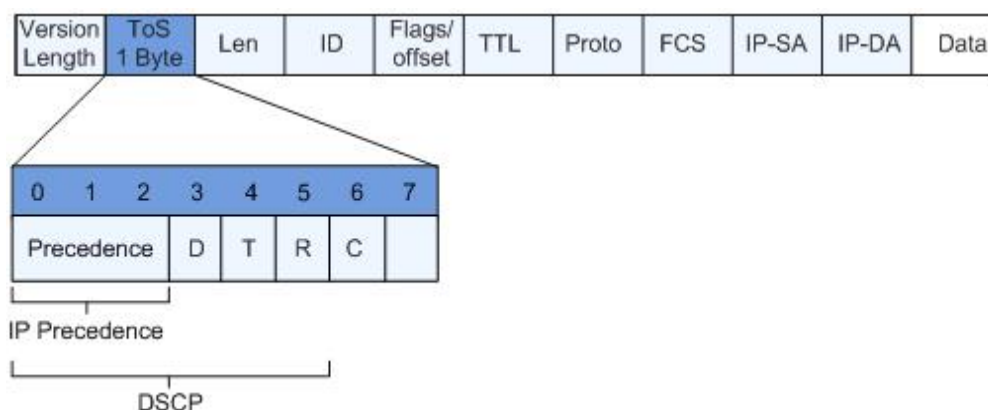 Version Length
ToS 1 Byte
Len
ID
Flags/ offset
TTL
Proto
FCS
IP-SA
IP-DA
Data
0 1 2 3 4 5 6 7
Precedence D T R C
IP Precedence
DSCP